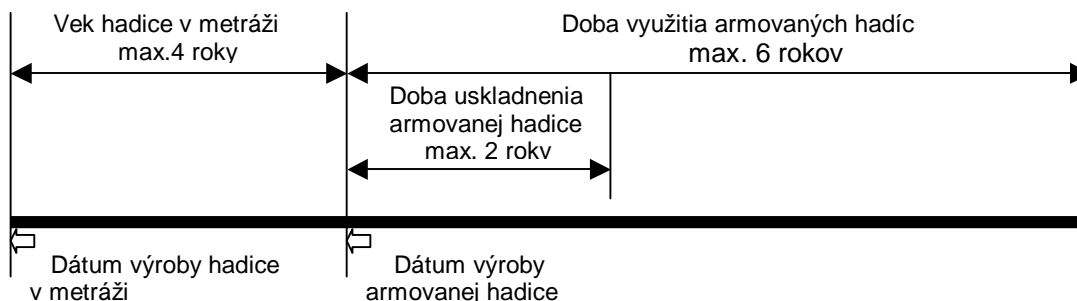 Vek hadice v metráži
max.4 roky
Doba využitia armovaných hadíc
max. 6 rokov
Doba uskladnenia
armovanej hadice
max. 2 rokv
Dátum výroby hadice
v metráži
Dátum výroby
armovanej hadice